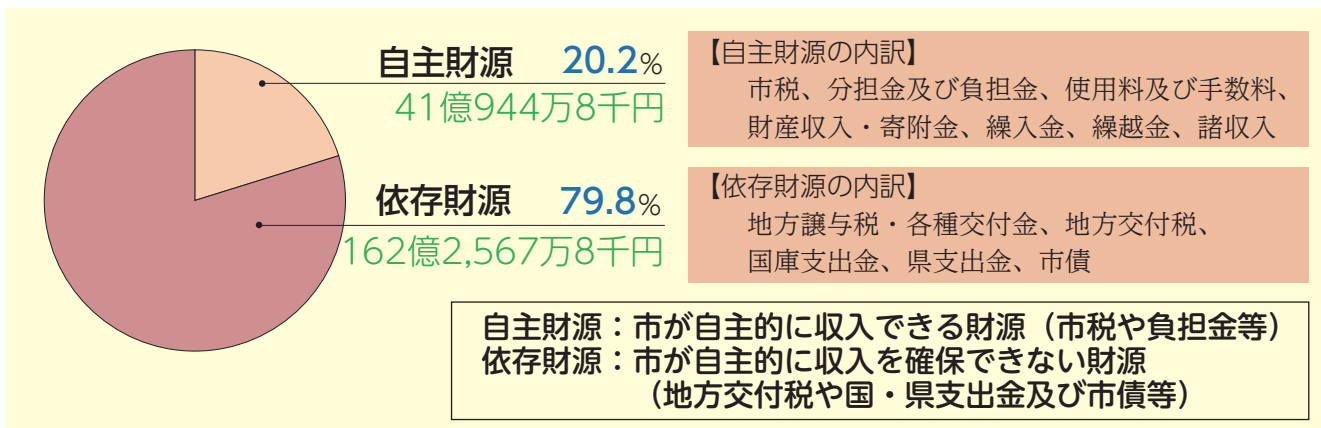 自主財源 20.2%
41億944万8千円
【自主財源の内訳】
市税、分担金及び負担金、使用料及び手数料、
財産収入・寄附金、繰入金、繰越金、諸収入
依存財源 79.8%
162億2,567万8千円
【依存財源の内訳】
地方譲与税・各種交付金、地方交付税、
国庫支出金、県支出金、市債
自主財源：市が自主的に収入できる財源（市税や負担金等）
依存財源：市が自主的に収入を確保できない財源
（地方交付税や国・県支出金及び市債等）